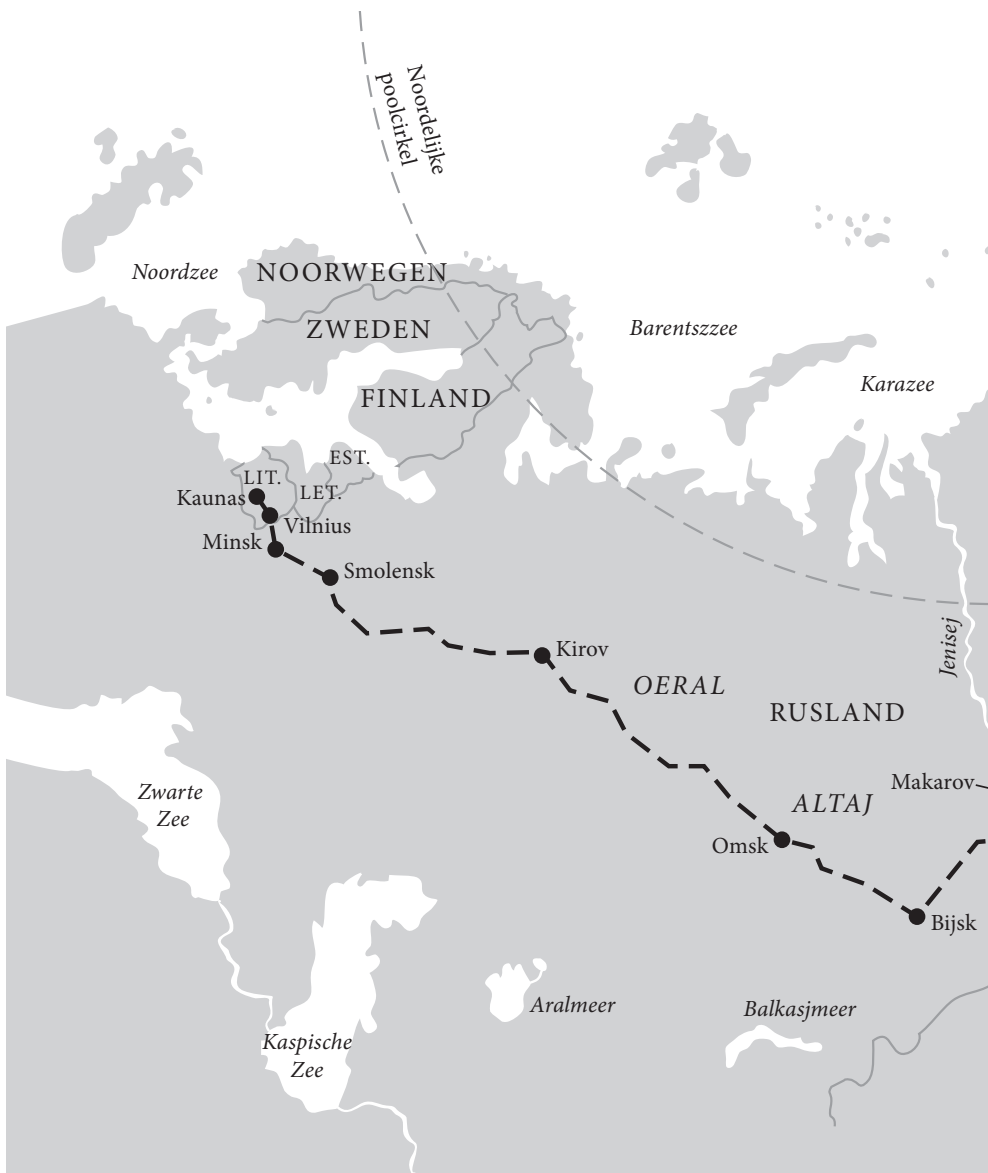 Noordelijke
poolcirkel
Noordzee
NOORWEGEN
ZWEDEN
Barentszzee
Karazee
FINLAND
EST.
LIT.
LET.
Kaunas
Vilnius
Minsk
Smolensk
Kirov
Jenisej
OERAL
RUSLAND
Makarov
Zwarte
Zee
ALTAJ
Omsk
Bijsk
Aralmeer
Balkasjmeer
Kaspische
Zee